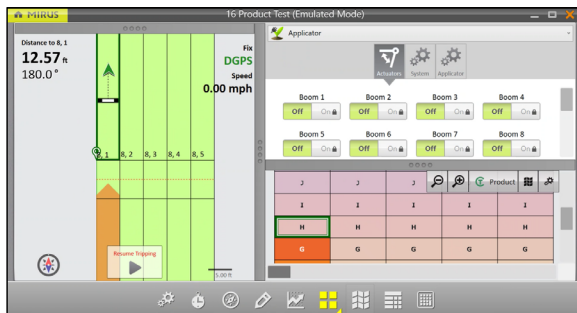 MIRUS
16 Product Test (Emulated Mode)
Distance to 8, 1
12.57 ft
180.0 °
Fix
DGPS
Speed
0.00 mph
8, 1
8, 2
8, 3
8, 4
8, 5
Resume Tripping
5.00 ft
Applicator
Actuators
System
Applicator
Boom 1
Boom 2
Boom 3
Boom 4
Off On
Off On
Off On
Off On
Boom 5
Boom 6
Boom 7
Boom 8
Off On
Off On
Off On
Off On
J J J Product
I I I I I
H H H H H
G G G G G